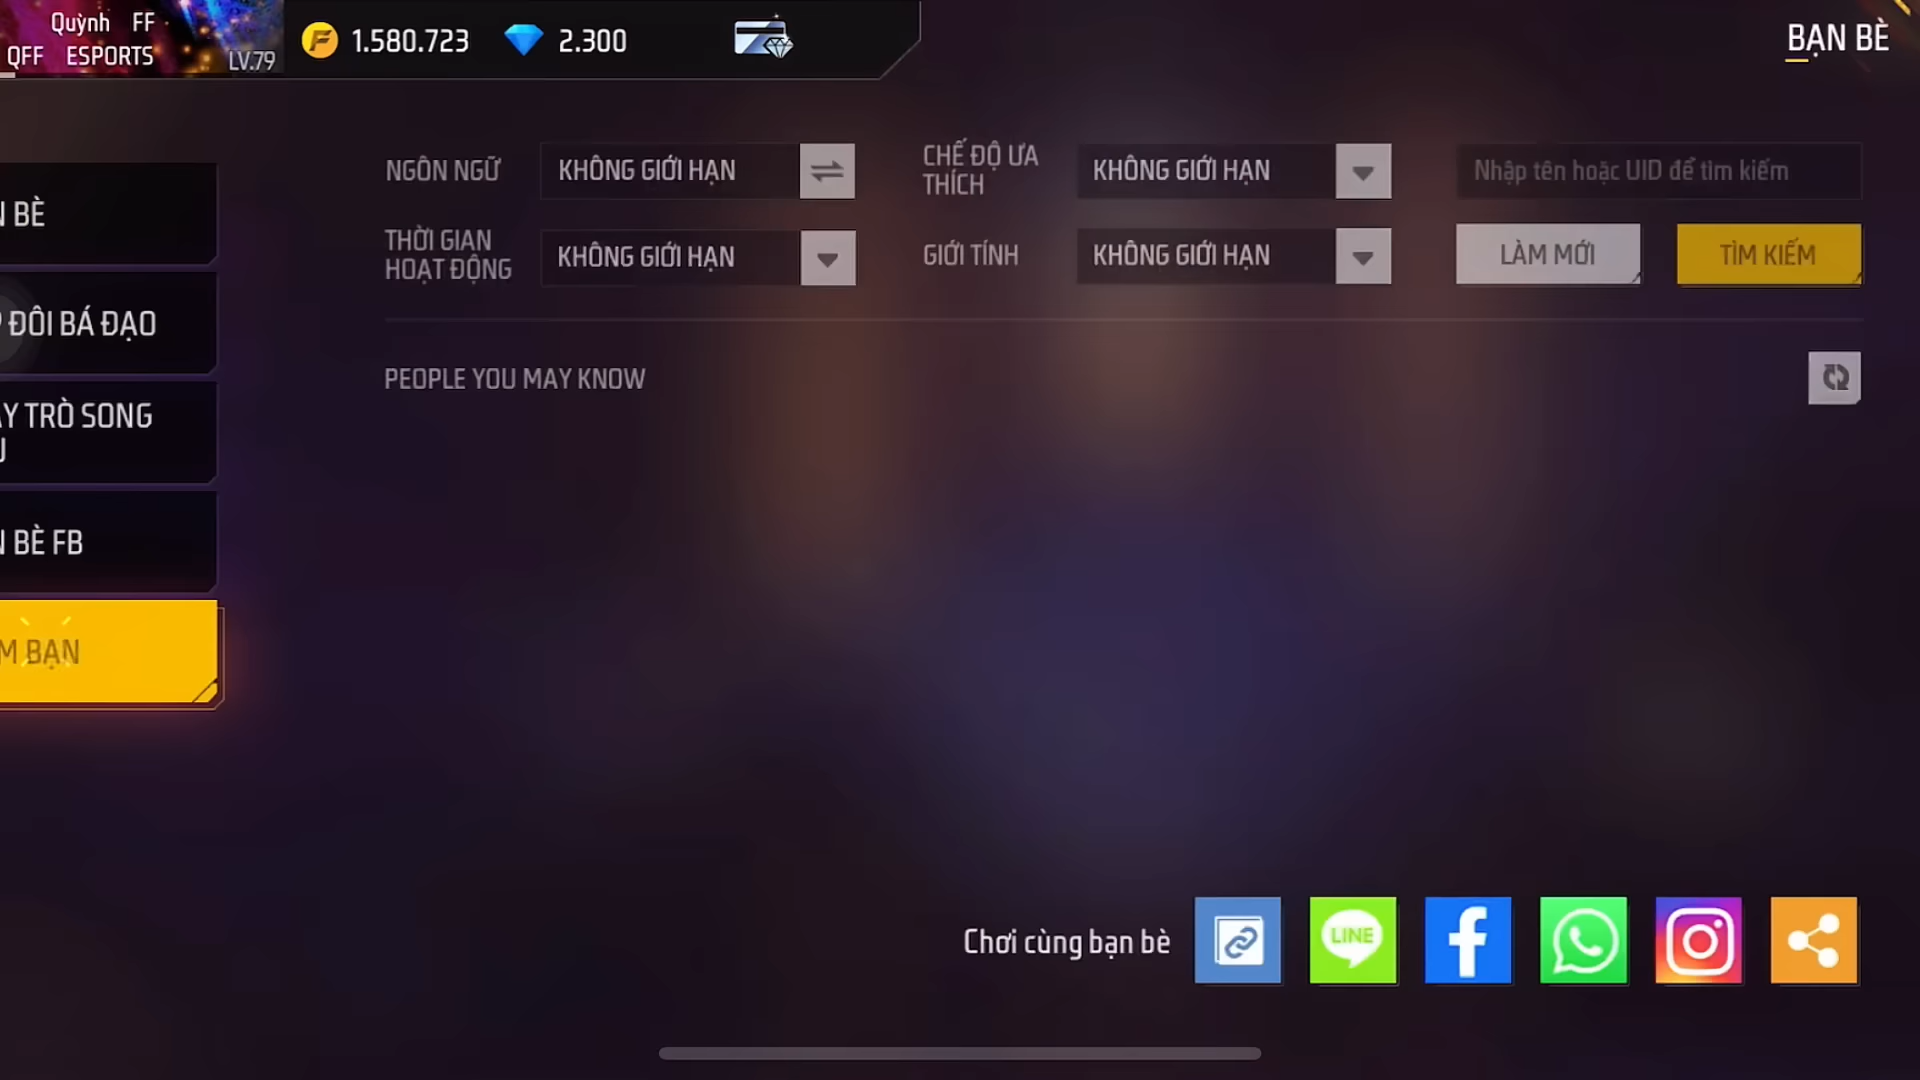 Quỳnh FF
QFF ESPORTS
LV.79
1.580.723
2.300
BẠN BÈ
NGÔN NGỮ
KHÔNG GIỚI HẠN
CHẾ ĐỘ ƯA
THÍCH
KHÔNG GIỚI HẠN
Nhập tên hoặc UID để tìm kiếm
THỜI GIAN
HOẠT ĐỘNG
KHÔNG GIỚI HẠN
GIỚI TÍNH
KHÔNG GIỚI HẠN
LÀM MỚI
TÌM KIẾM
PEOPLE YOU MAY KNOW
BÈ
ĐÔI BÁ ĐẠO
TRÒ SONG
BÈ FB
BẠN
Chơi cùng bạn bè
LINE